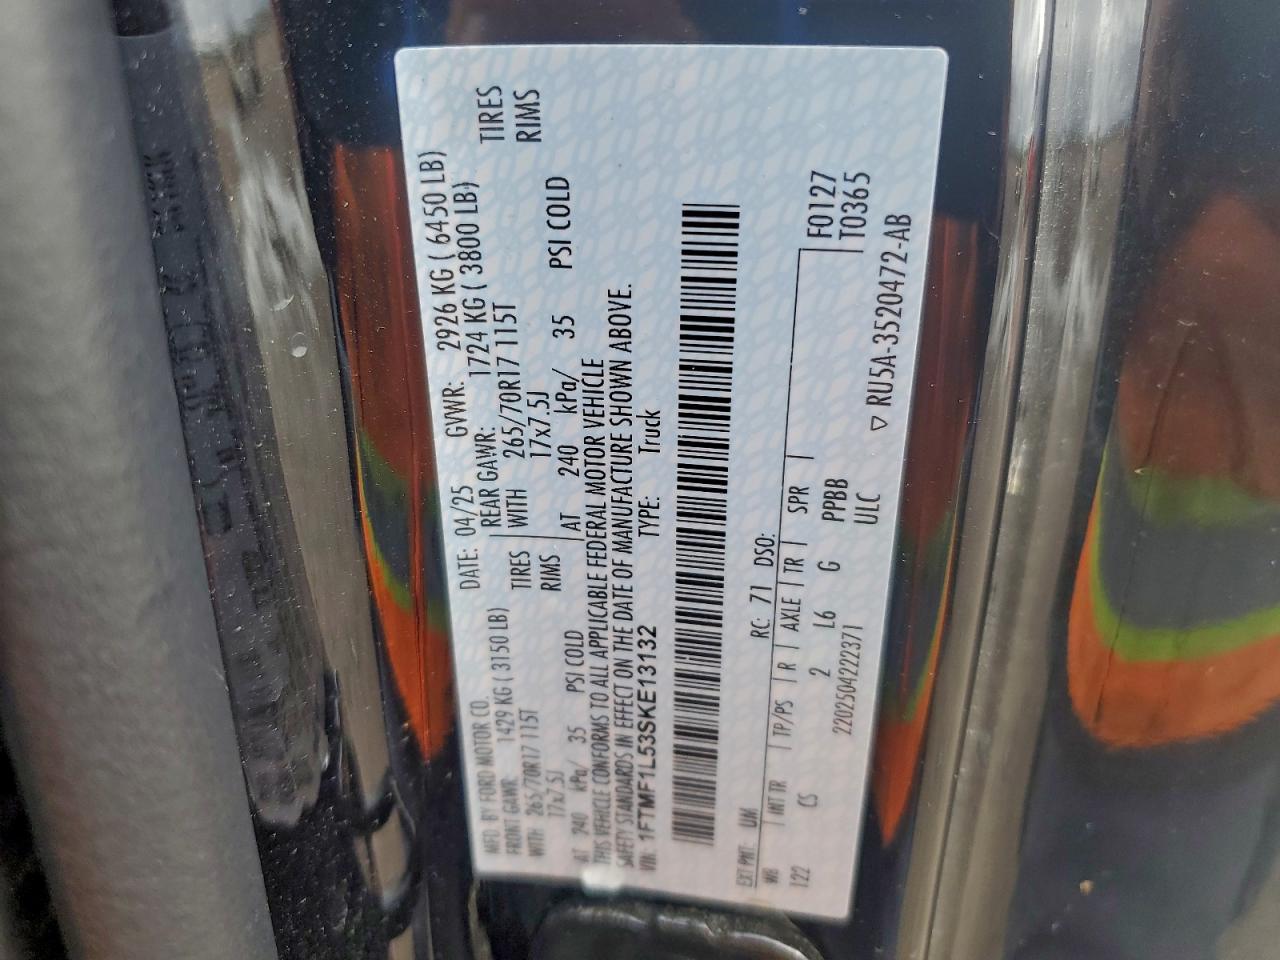 MFD BY FORD MOTOR CO.
DATE: 04/25 GVWR: 2926 KG ( 6450 LB)
FRONT GAWR: 1429 KG ( 3150 LB) REAR GAWR: 1724 KG ( 3800 LB)
WITH 265/70R17 115T TIRES WITH 265/70R17 115T TIRES
17x7.5J RIMS 17x7.5J RIMS
AT 240 kPa/ 35 PSI COLD AT 240 kPa/ 35 PSI COLD
THIS VEHICLE CONFORMS TO ALL APPLICABLE FEDERAL MOTOR VEHICLE
SAFETY STANDARDS IN EFFECT ON THE DATE OF MANUFACTURE SHOWN ABOVE.
VIN: 1FTMF1L53SKE13132 TYPE: Truck
EXT PNT: UM RC: 71 DSO:
WB INT TR TP/PS R AXLE TR SPR F0127
122 CS 2 L6 G PPBB T0365
22025042223 71 ULC
▽ RU5A-3520472-AB